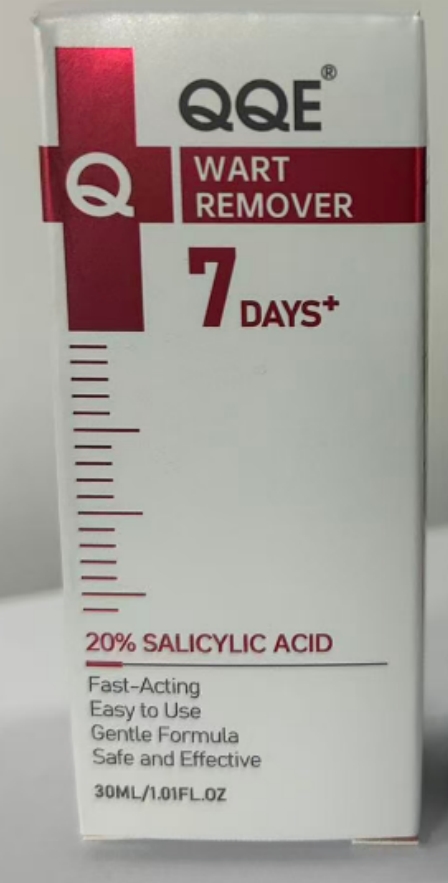 QQE®
Q
WART
REMOVER
7 DAYS+
20% SALICYLIC ACID
Fast-Acting
Easy to Use
Gentle Formula
Safe and Effective
30ML/1.01FL.OZ